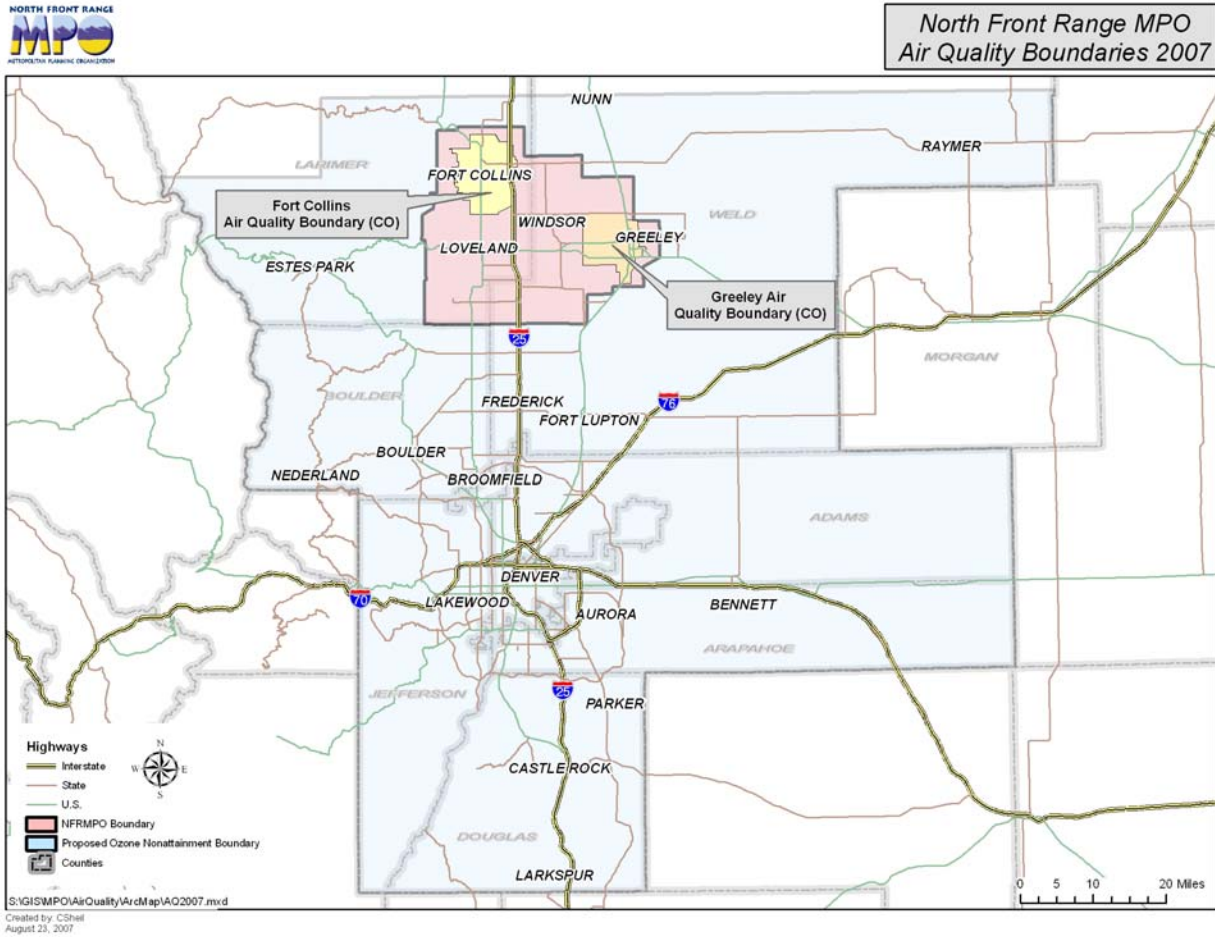 NORTH FRONT RANGE
MPO
METROPOLITAN PLANNING ORGANIZATION
North Front Range MPO
Air Quality Boundaries 2007
NUNN
RAYMER
LARIMER
FORT COLLINS
Fort Collins
Air Quality Boundary (CO)
WELD
WINDSOR
GREELEY
LOVELAND
ESTES PARK
Greeley Air
Quality Boundary (CO)
25
MORGAN
BOULDER
76
FREDERICK
FORT LUPTON
BOULDER
NEDERLAND
BROOMFIELD
ADAMS
DENVER
70
LAKEWOOD
BENNETT
AURORA
ARAPAHOE
JEFFERSON
25
PARKER
CASTLE ROCK
DOUGLAS
LARKSPUR
Highways
Interstate
State
U.S.
NFRMPO Boundary
Proposed Ozone Nonattainment Boundary
Counties
N
W E
S
0 5 10 20 Miles
S:\GIS\MPO\AirQuality\ArcMap\AQ2007.mxd
Created by: CSheil
August 23, 2007